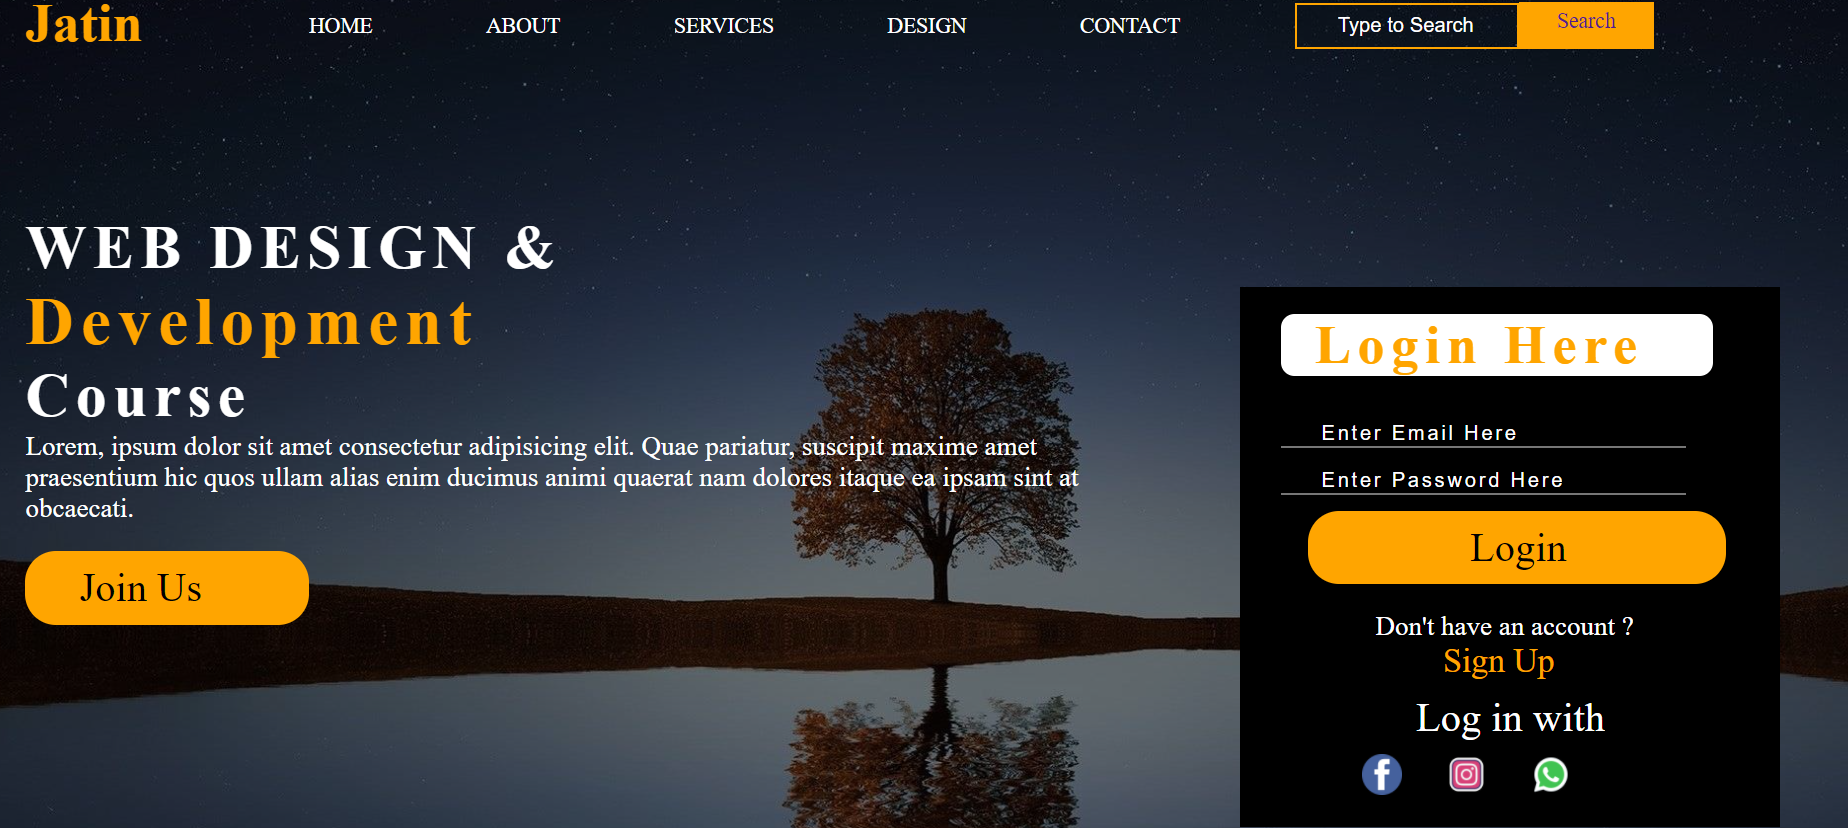 Jatin
HOME
ABOUT
SERVICES
DESIGN
CONTACT
Type to Search
Search
WEB DESIGN &
Development
Course
Lorem, ipsum dolor sit amet consectetur adipisicing elit. Quae pariatur, suscipit maxime amet
praesentium hic quos ullam alias enim ducimus animi quaerat nam dolores itaque ea ipsam sint at
obcaecati.
Join Us
Login Here
Enter Email Here
Enter Password Here
Login
Don't have an account ?
Sign Up
Log in with